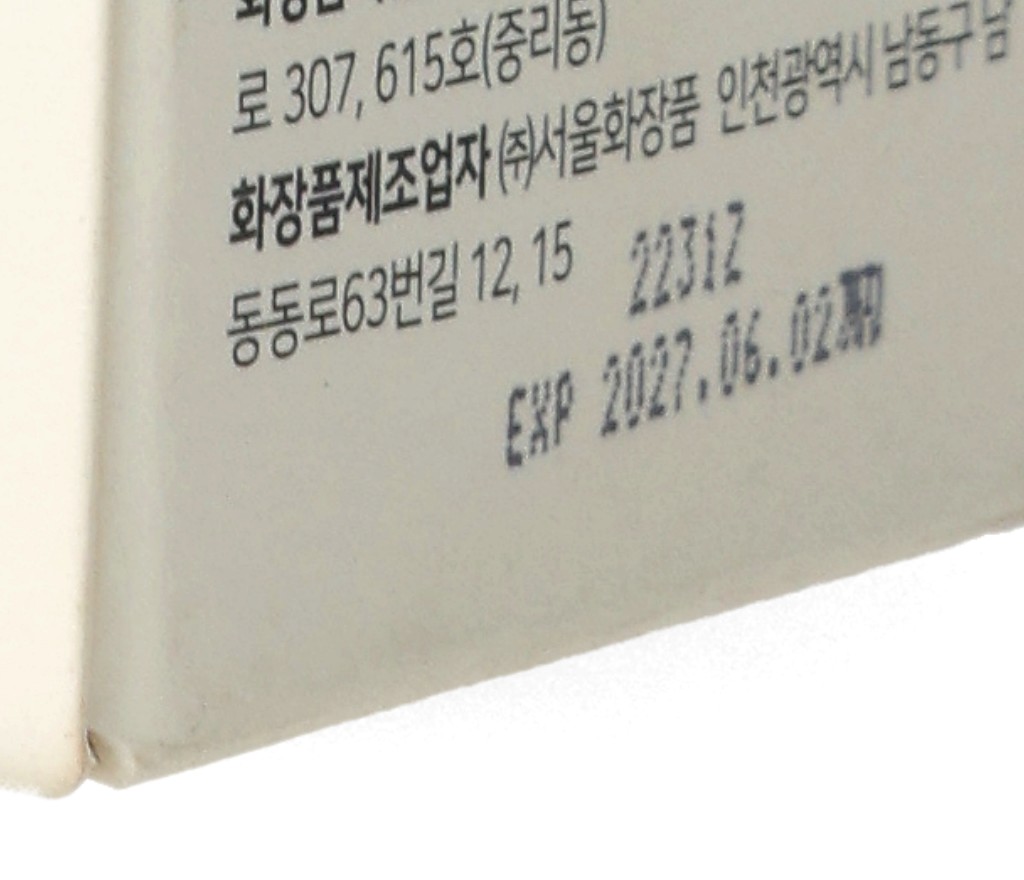 로 307, 615호(중리동)
화장품제조업자 (주)서울화장품 인천광역시 남동구 남
동동로63번길 12, 15
2231Z
EXP 2027.06.02